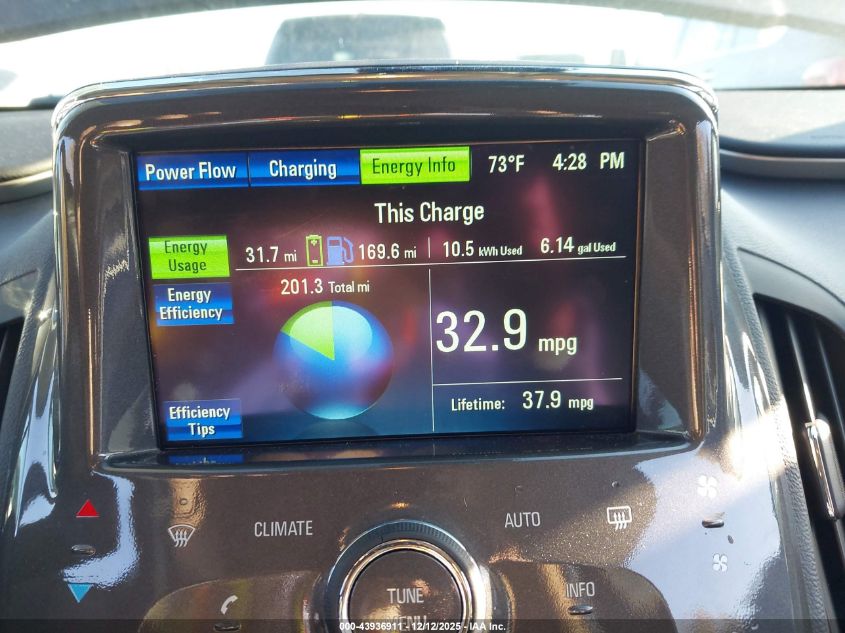 Power Flow Charging Energy Info 73°F 4:28 PM
This Charge
Energy Usage
31.7 mi 169.6 mi 10.5 kWh Used 6.14 gal Used
201.3 Total mi
Energy Efficiency
32.9 mpg
Efficiency Tips
Lifetime: 37.9 mpg
CLIMATE
AUTO
TUNE
INFO
000-43936911 - 12/12/2025 - IAA Inc.